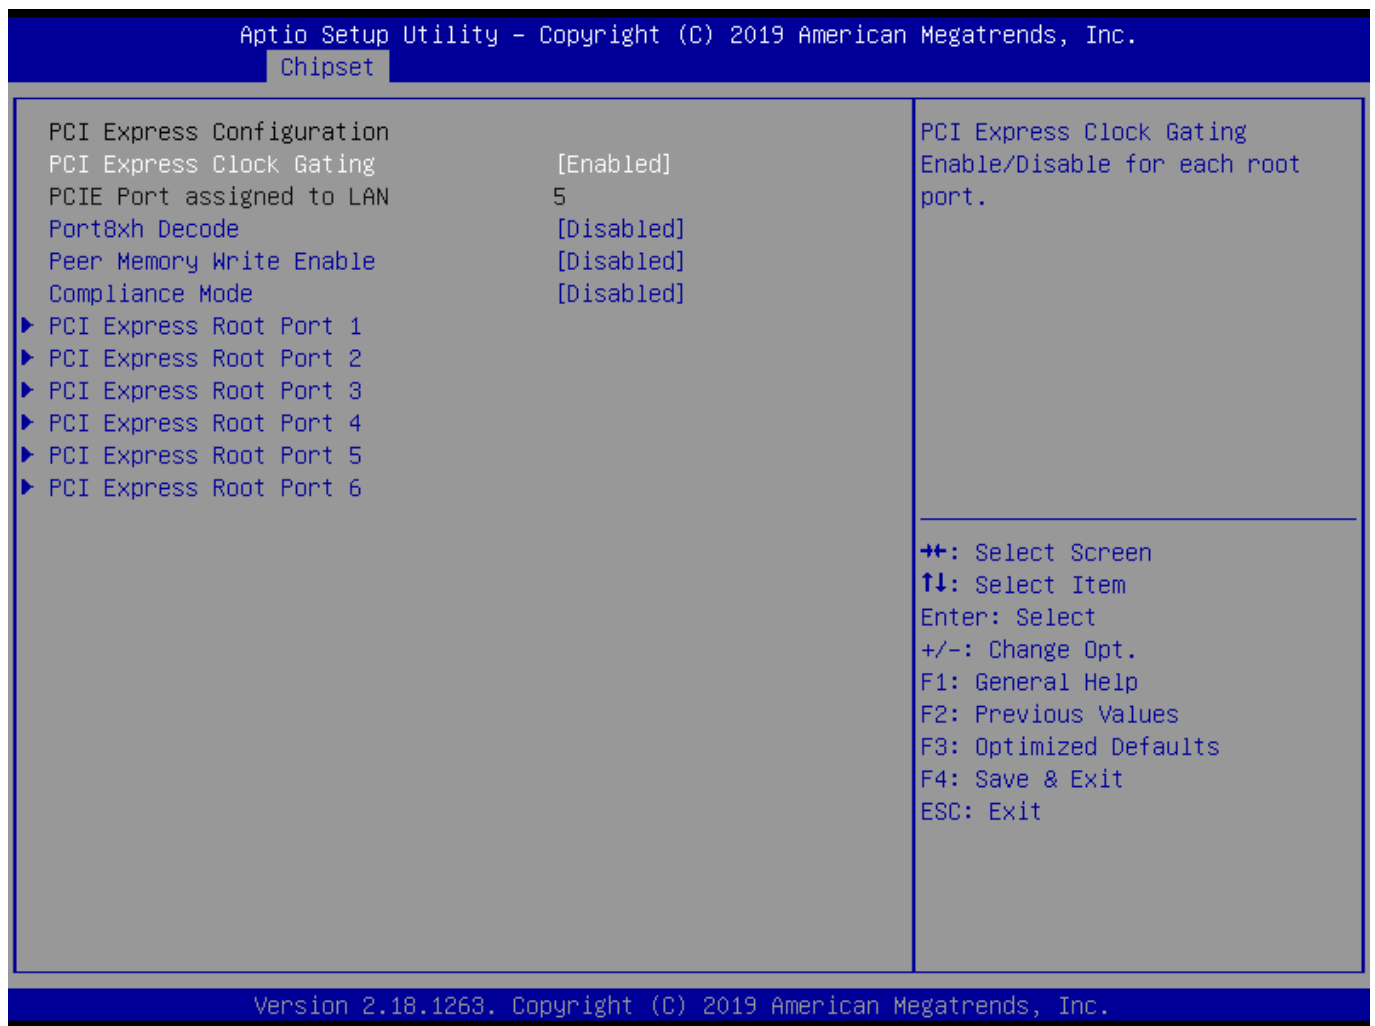 Aptio Setup Utility – Copyright (C) 2019 American Megatrends, Inc.
Chipset
PCI Express Configuration
PCI Express Clock Gating [Enabled]
PCIE Port assigned to LAN 5
Port8xh Decode [Disabled]
Peer Memory Write Enable [Disabled]
Compliance Mode [Disabled]
▶ PCI Express Root Port 1
▶ PCI Express Root Port 2
▶ PCI Express Root Port 3
▶ PCI Express Root Port 4
▶ PCI Express Root Port 5
▶ PCI Express Root Port 6
PCI Express Clock Gating
Enable/Disable for each root
port.
→←: Select Screen
↑↓: Select Item
Enter: Select
+/-: Change Opt.
F1: General Help
F2: Previous Values
F3: Optimized Defaults
F4: Save & Exit
ESC: Exit
Version 2.18.1263. Copyright (C) 2019 American Megatrends, Inc.